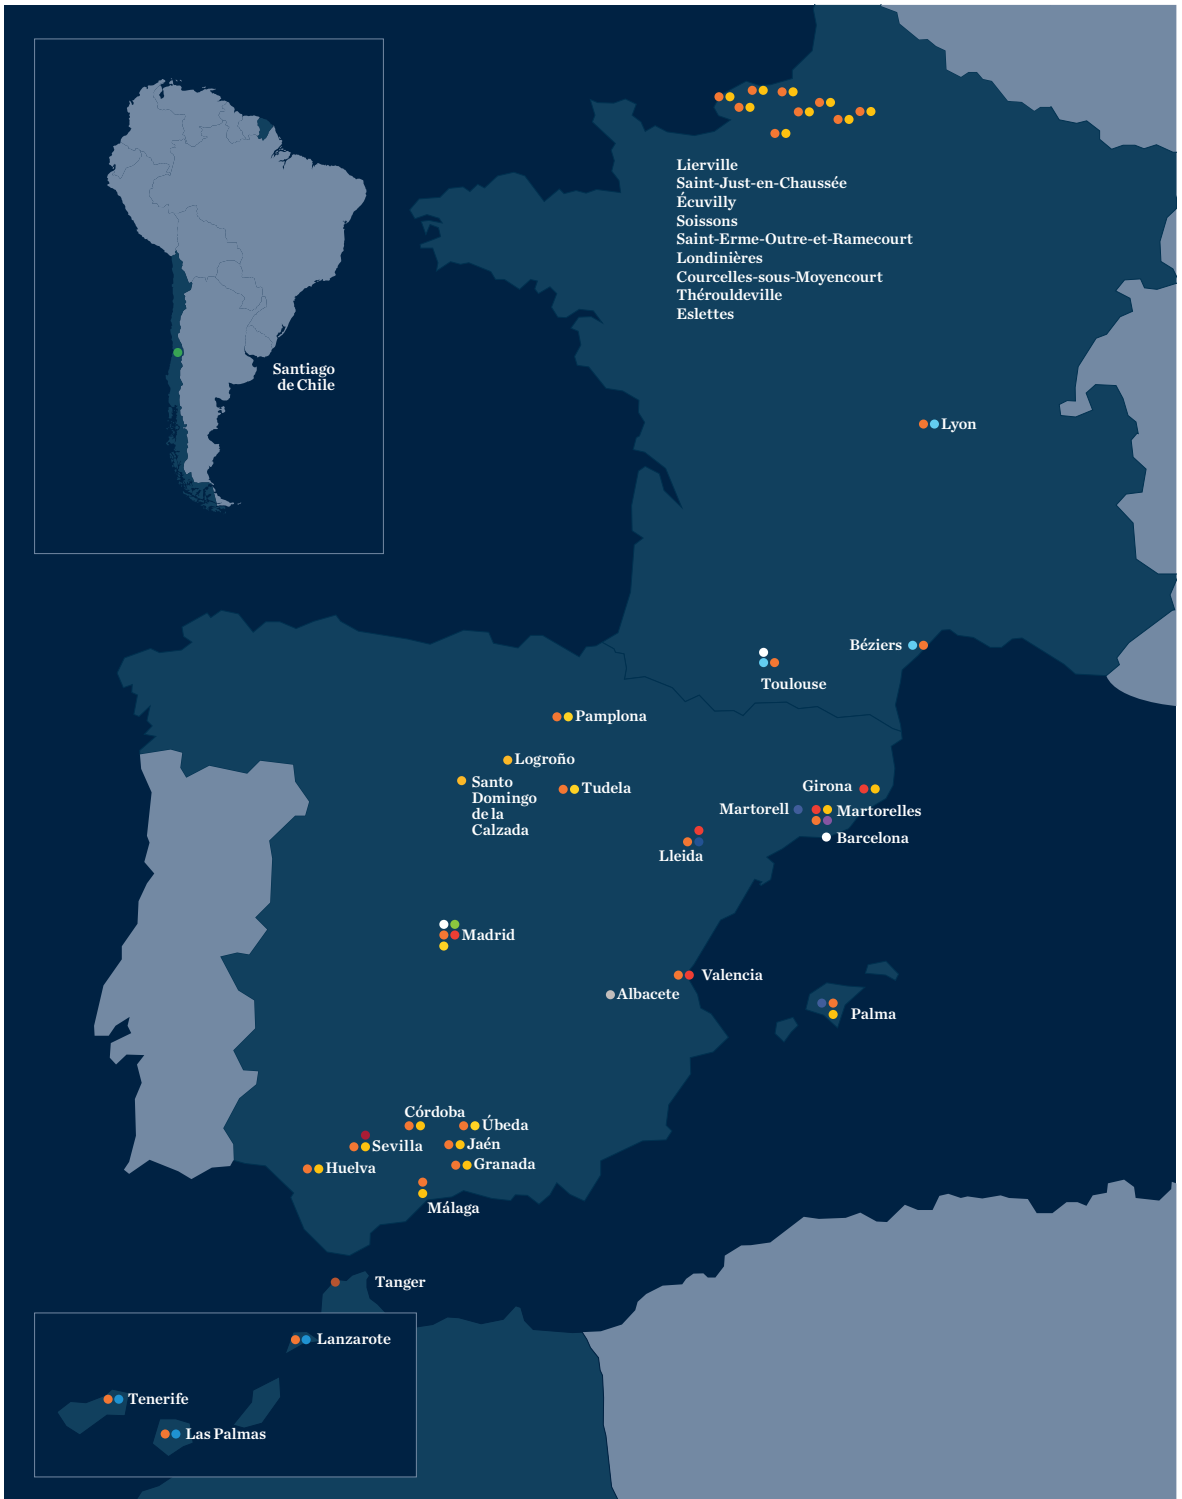 Lierville
Saint-Just-en-Chaussée
Écuvilly
Soissons
Saint-Erme-Outre-et-Ramecourt
Londinières
Courcelles-sous-Moyencourt
Thérouldeville
Eslettes
Santiago
de Chile
Lyon
Béziers
Toulouse
Pamplona
Logroño
Santo
Domingo
de la
Calzada
Tudela
Girona
Martorell
Martorelles
Barcelona
Lleida
Madrid
Valencia
Albacete
Palma
Córdoba
Úbeda
Sevilla
Jaén
Granada
Huelva
Málaga
Tanger
Lanzarote
Tenerife
Las Palmas